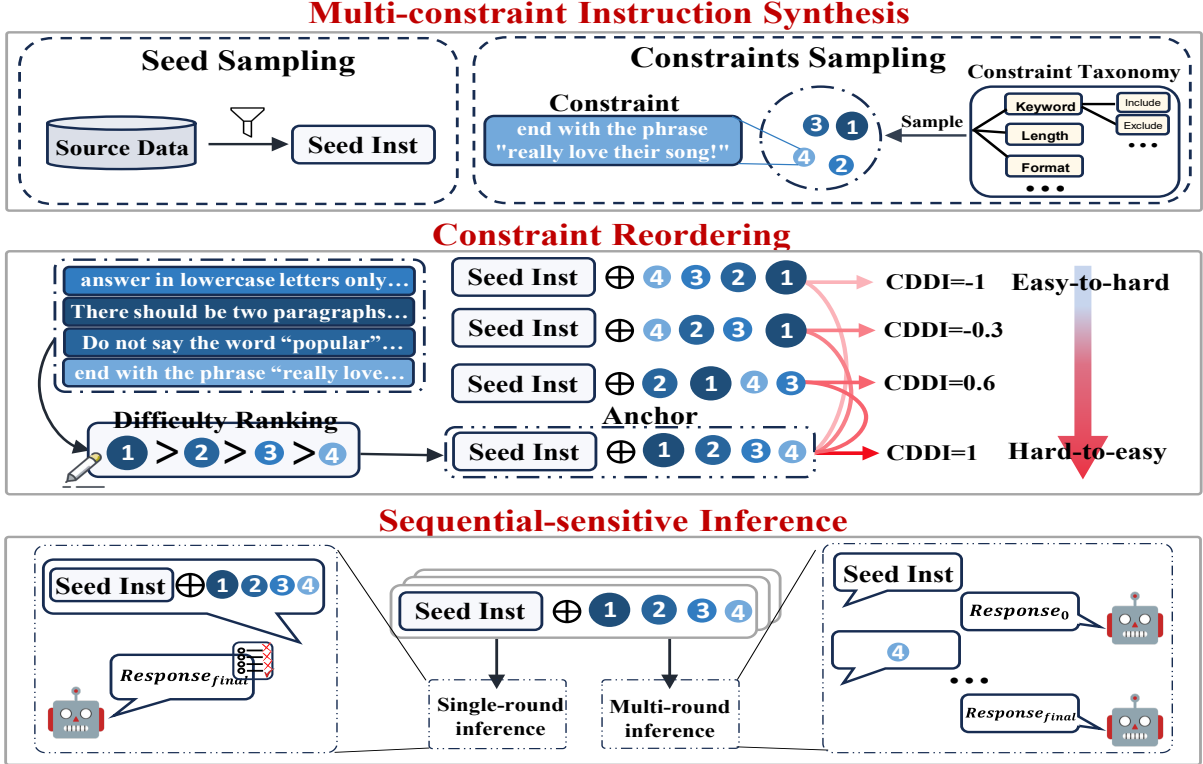 Multi-constraint Instruction Synthesis
Seed Sampling
Source Data
Seed Inst
Constraints Sampling
Constraint
end with the phrase
"really love their song!"
3 1
4
2
Sample
Constraint Taxonomy
Keyword
Include
Exclude
Length
Format
Constraint Reordering
answer in lowercase letters only…
There should be two paragraphs…
Do not say the word “popular”…
end with the phrase “really love…
Difficulty Ranking
1 > 2 > 3 > 4
Seed Inst ⊕ 4 3 2 1 CDDI=-1 Easy-to-hard
Seed Inst ⊕ 4 2 3 1 CDDI=-0.3
Seed Inst ⊕ 2 1 4 3 CDDI=0.6
Anchor
Seed Inst ⊕ 1 2 3 4 CDDI=1 Hard-to-easy
Sequential-sensitive Inference
Seed Inst ⊕ 1 2 3 4
Response_final
Seed Inst ⊕ 1 2 3 4
Single-round
inference
Multi-round
inference
Seed Inst
Response_0
4
Response_final